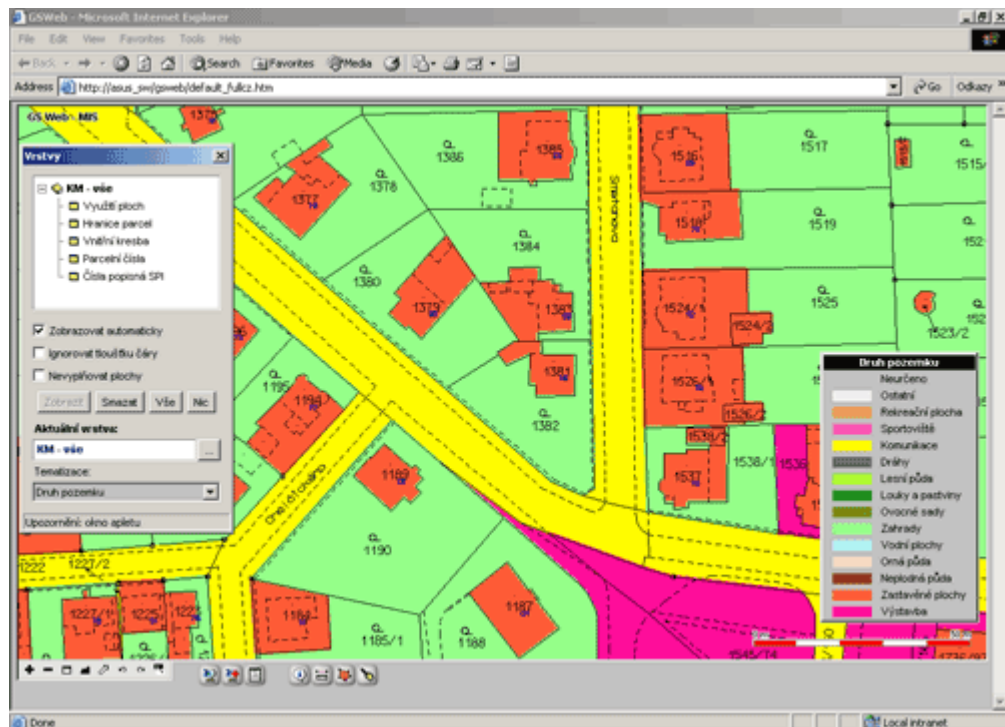 GSWeb - Microsoft Internet Explorer
File Edit View Favorites Tools Help
Back Search Favorites Media
Address http://asus_sw/gsweb/default_fullcz.htm Go Odkazy
GS Web - MIS
Vrstvy
KM - vše
Využití ploch
Hranice parcel
Vnitřní kresba
Parcelní čísla
Čísla popisná SPI
Zobrazovat automaticky
Ignorovat tloušťku čáry
Nevyplňovat plochy
Zobrazit Smazat Vše Nic
Aktuální vrstva:
KM - vše ...
Tematizace:
Druh pozemku
Upozornění: okno apletu
1375
1386
1385
1516
1517
1515/
1378
1377
1518
1519
1384
Smetanova
152
1380
1379
1383
1524/1
1525
1523/2
1381
1526/1
1526/2
1195
1194
1382
1538/2
1538/1
1536
1537
1189
Chelčického
1190
1222
1227/2
1227/1
1225
1223
1184
1185/1
1188
1187
1545/14
Druh pozemku
Neurčeno
Ostatní
Rekreační plocha
Sportoviště
Komunikace
Dráhy
Lesní půda
Louky a pastviny
Ovocné sady
Zahrady
Vodní plochy
Orná půda
Neplodná půda
Zastavěné plochy
Výstavba
Done Local intranet